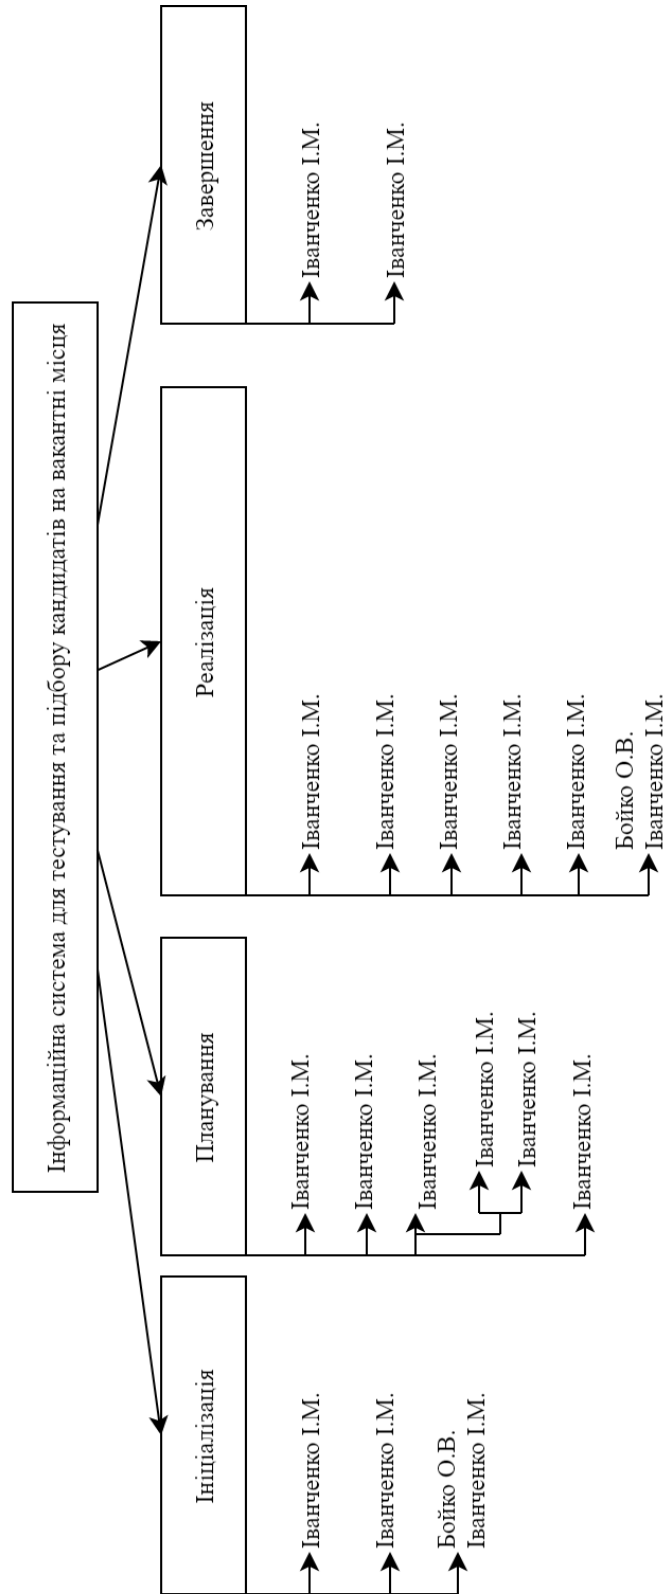 Інформаційна система для тестування та підбору кандидатів на вакантні місця
Ініціалізація
Іванченко І.М.
Іванченко І.М.
Бойко О.В.
Іванченко І.М.
Планування
Іванченко І.М.
Іванченко І.М.
Іванченко І.М.
Іванченко І.М.
Іванченко І.М.
Іванченко І.М.
Реалізація
Іванченко І.М.
Іванченко І.М.
Іванченко І.М.
Іванченко І.М.
Іванченко І.М.
Бойко О.В.
Іванченко І.М.
Завершення
Іванченко І.М.
Іванченко І.М.